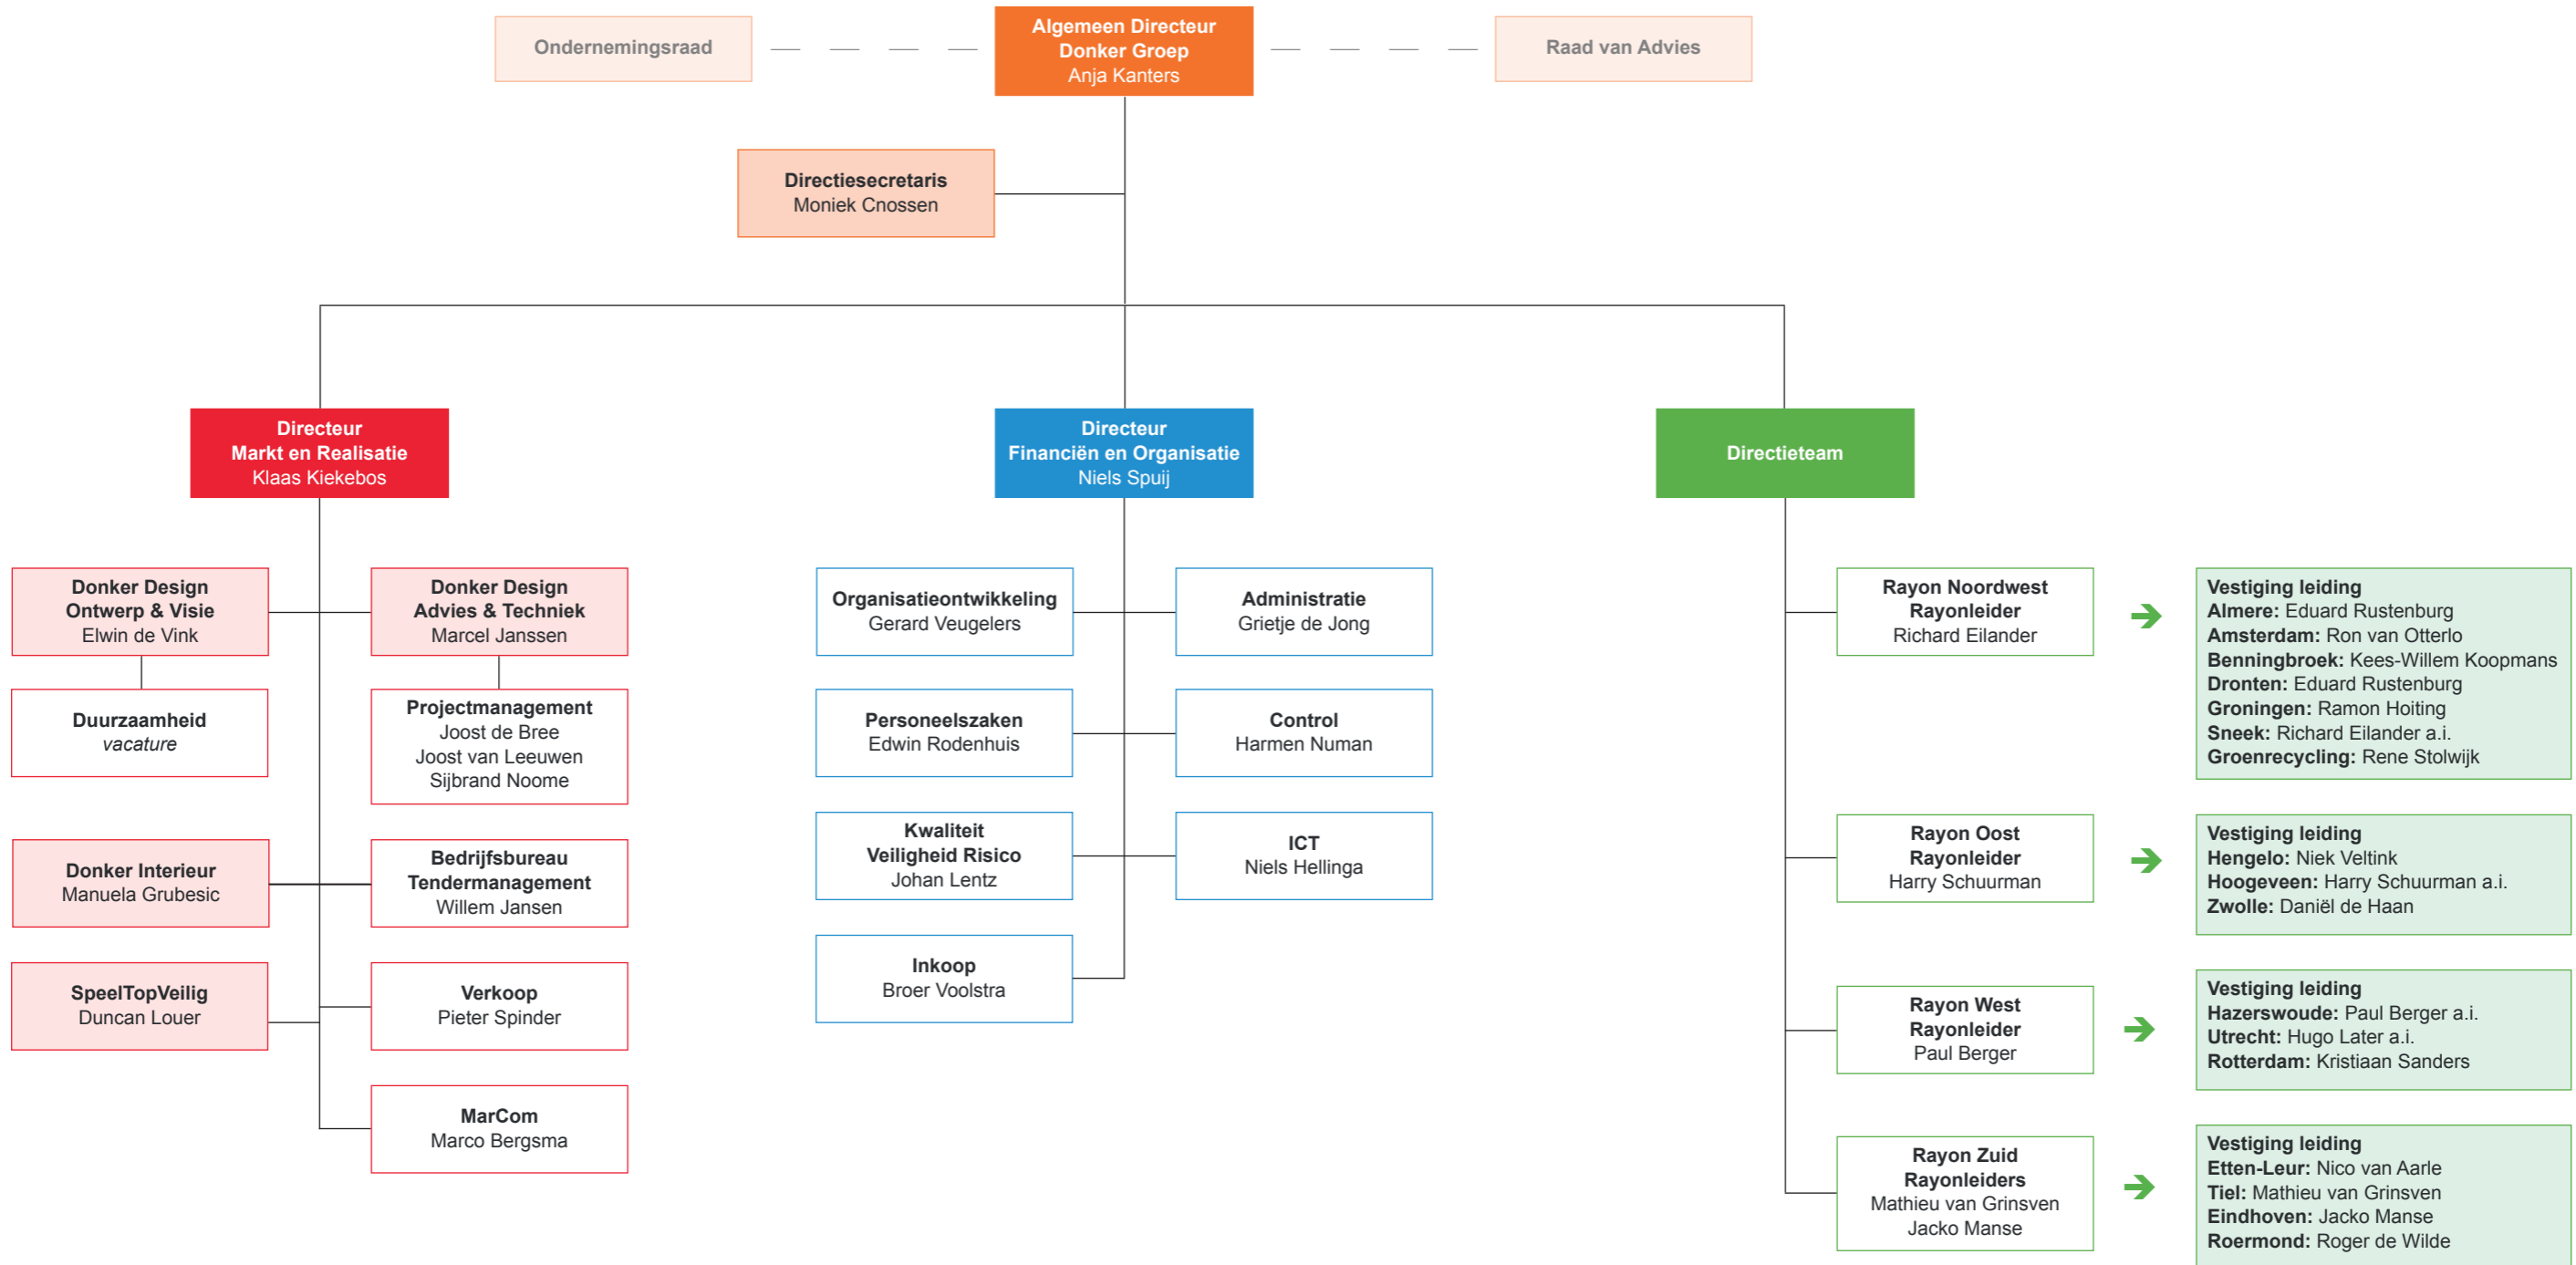 Ondernemingsraad
Algemeen Directeur
Donker Groep
Anja Kanters
Raad van Advies
Directiesecretaris
Moniek Cnossen
Directeur
Markt en Realisatie
Klaas Kiekebos
Directeur
Financiën en Organisatie
Niels Spuij
Directieteam
Donker Design
Ontwerp & Visie
Elwin de Vink
Donker Design
Advies & Techniek
Marcel Janssen
Duurzaamheid
vacature
Projectmanagement
Joost de Bree
Joost van Leeuwen
Sijbrand Noome
Donker Interieur
Manuela Grubesic
Bedrijfsbureau
Tendermanagement
Willem Jansen
SpeelTopVeilig
Duncan Louer
Verkoop
Pieter Spinder
MarCom
Marco Bergsma
Organisatieontwikkeling
Gerard Veugelers
Administratie
Grietje de Jong
Personeelszaken
Edwin Rodenhuis
Control
Harmen Numan
Kwaliteit
Veiligheid Risico
Johan Lentz
ICT
Niels Hellinga
Inkoop
Broer Voolstra
Rayon Noordwest
Rayonleider
Richard Eilander
Vestiging leiding
Almere: Eduard Rustenburg
Amsterdam: Ron van Otterlo
Benningbroek: Kees-Willem Koopmans
Dronten: Eduard Rustenburg
Groningen: Ramon Hoiting
Sneek: Richard Eilander a.i.
Groenrecycling: Rene Stolwijk
Rayon Oost
Rayonleider
Harry Schuurman
Vestiging leiding
Hengelo: Niek Veltink
Hoogeveen: Harry Schuurman a.i.
Zwolle: Daniël de Haan
Rayon West
Rayonleider
Paul Berger
Vestiging leiding
Hazerswoude: Paul Berger a.i.
Utrecht: Hugo Later a.i.
Rotterdam: Kristiaan Sanders
Rayon Zuid
Rayonleiders
Mathieu van Grinsven
Jacko Manse
Vestiging leiding
Etten-Leur: Nico van Aarle
Tiel: Mathieu van Grinsven
Eindhoven: Jacko Manse
Roermond: Roger de Wilde